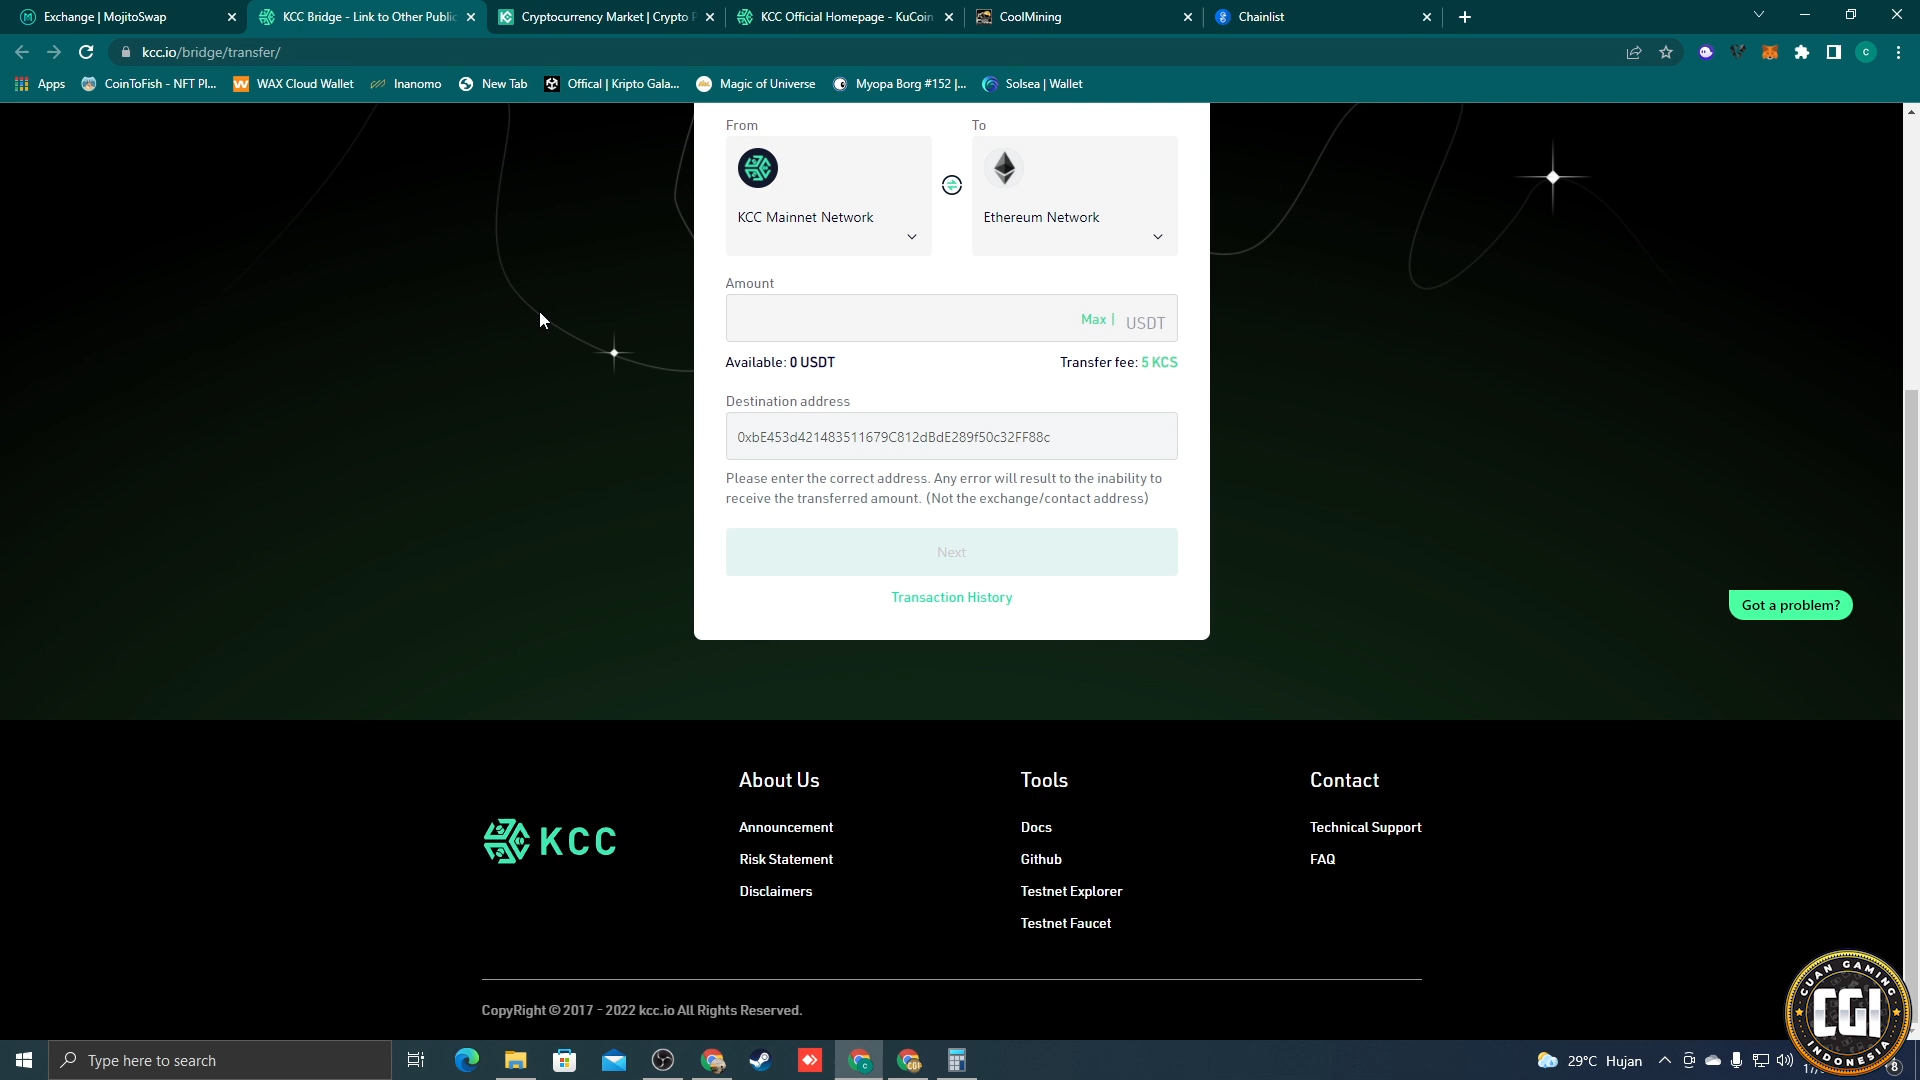 Exchange | MojitoSwap
KCC Bridge - Link to Other Public
Cryptocurrency Market | Crypto P
KCC Official Homepage - KuCoin
CoolMining
Chainlist
kcc.io/bridge/transfer/
Apps
CoinToFish - NFT Pl...
WAX Cloud Wallet
Inanomo
New Tab
Offical | Kripto Gala...
Magic of Universe
Myopa Borg #152 |...
Solsea | Wallet
From
To
KCC Mainnet Network
Ethereum Network
Amount
Max |
USDT
Available: 0 USDT
Transfer fee: 5 KCS
Destination address
0xbE453d421483511679C812dBdE289f50c32FF88c
Please enter the correct address. Any error will result to the inability to
receive the transferred amount. (Not the exchange/contact address)
Next
Transaction History
Got a problem?
KCC
About Us
Announcement
Risk Statement
Disclaimers
Tools
Docs
Github
Testnet Explorer
Testnet Faucet
Contact
Technical Support
FAQ
CopyRight © 2017 - 2022 kcc.io All Rights Reserved.
CUAN GAMING
CGI
INDONESIA
Type here to search
29°C Hujan